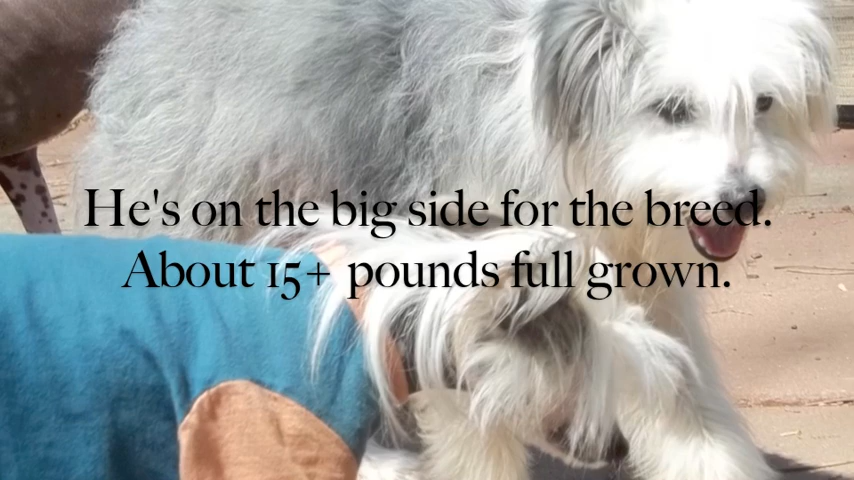 He's on the big side for the breed.
About 15+ pounds full grown.